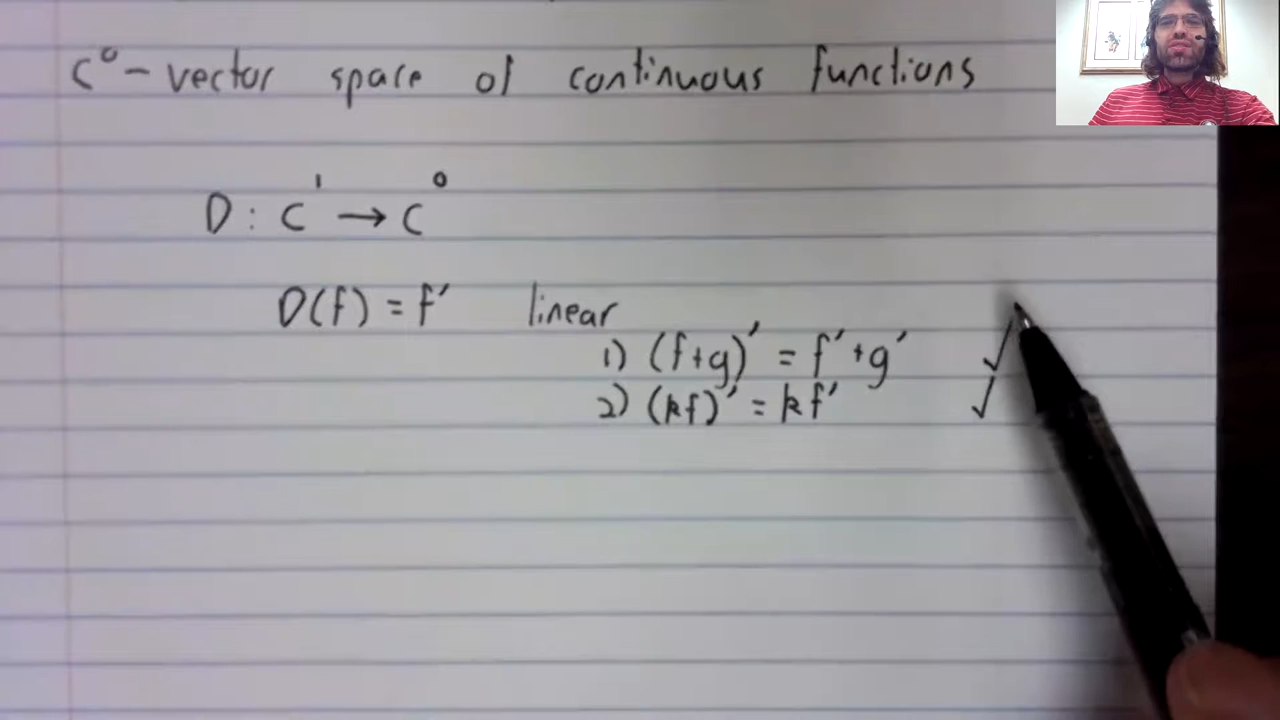 C⁰ - vector space of continuous functions
D : C¹ → C⁰
D(f) = f' linear
1) (f+g)' = f' + g' ✓
2) (kf)' = kf' ✓